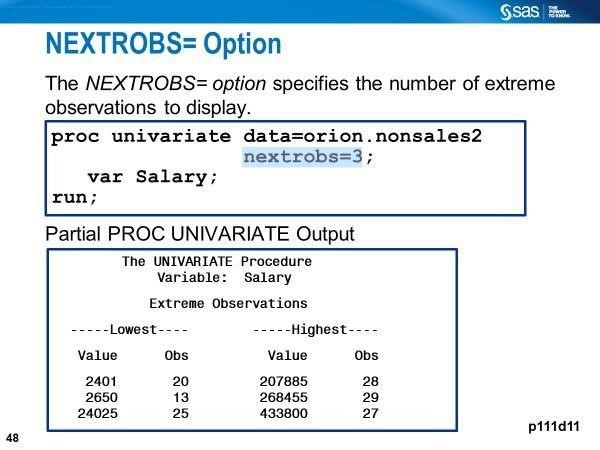 sas THE POWER TO KNOW.
NEXTROBS= Option
The NEXTROBS= option specifies the number of extreme
observations to display.
proc univariate data=orion.nonsales2
nextrobs=3;
var Salary;
run;
Partial PROC UNIVARIATE Output
The UNIVARIATE Procedure
Variable: Salary
Extreme Observations
-----Lowest---- -----Highest----
Value Obs Value Obs
2401 20 207885 28
2650 13 268455 29
24025 25 433800 27
p111d11
48